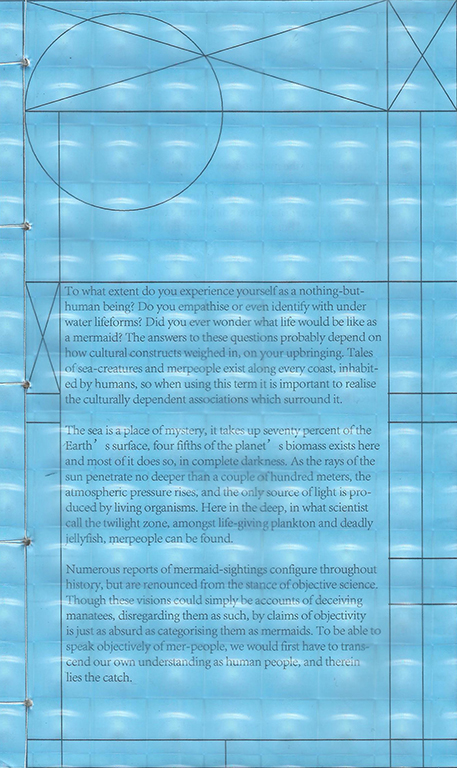 To what extent do you experience yourself as a nothing-but-
human being? Do you empathise or even identify with under
water lifeforms? Did you ever wonder what life would be like as
a mermaid? The answers to these questions probably depend on
how cultural constructs weighed in, on your upbringing. Tales
of sea-creatures and merpeople exist along every coast, inhabit-
ed by humans, so when using this term it is important to realise
the culturally dependent associations which surround it.
The sea is a place of mystery, it takes up seventy percent of the
Earth’s surface, four fifths of the planet’s biomass exists here
and most of it does so, in complete darkness. As the rays of the
sun penetrate no deeper than a couple of hundred meters, the
atmospheric pressure rises, and the only source of light is pro-
duced by living organisms. Here in the deep, in what scientist
call the twilight zone, amongst life-giving plankton and deadly
jellyfish, merpeople can be found.
Numerous reports of mermaid-sightings configure throughout
history, but are renounced from the stance of objective science.
Though these visions could simply be accounts of deceiving
manatees, disregarding them as such, by claims of objectivity
is just as absurd as categorising them as mermaids. To be able to
speak objectively of mer-people, we would first have to trans-
cend our own understanding as human people, and therein
lies the catch.